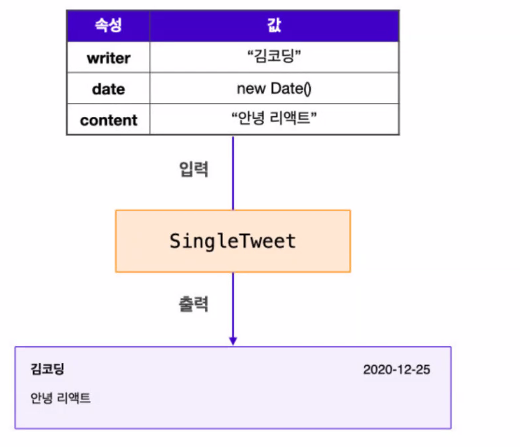 속성 값
writer "김코딩"
date new Date()
content "안녕 리액트"
입력
SingleTweet
출력
김코딩 2020-12-25
안녕 리액트